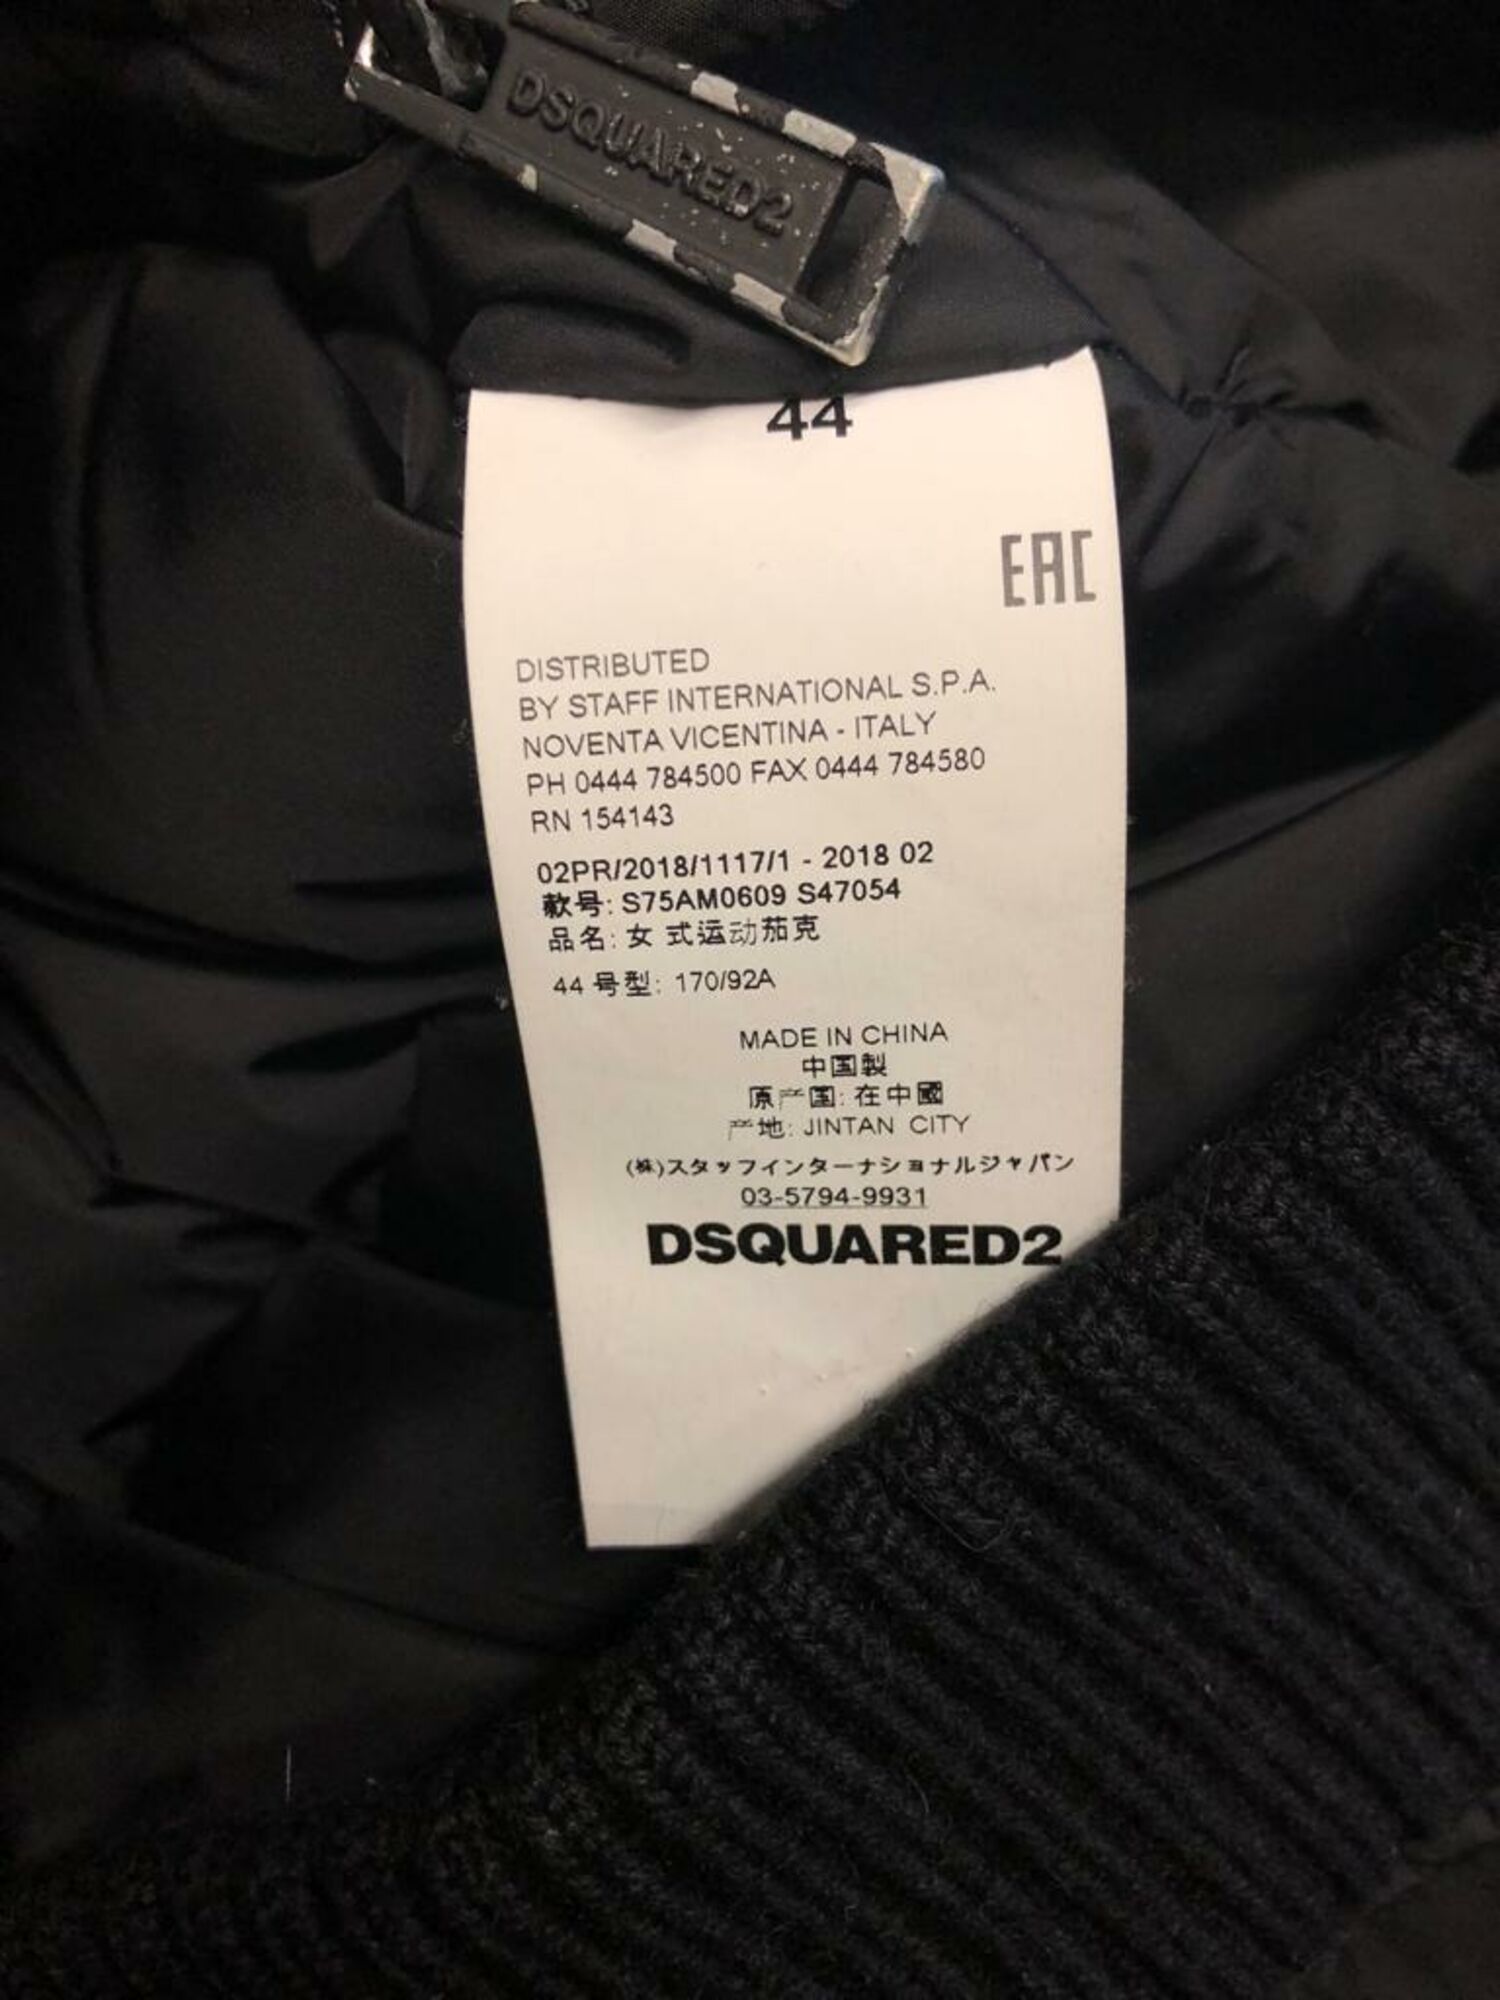 DSQUARED2
44
EAC
DISTRIBUTED
BY STAFF INTERNATIONAL S.P.A.
NOVENTA VICENTINA - ITALY
PH 0444 784500 FAX 0444 784580
RN 154143
02PR/2018/1117/1 - 2018 02
款号: S75AM0609 S47054
品名: 女 式运动茄克
44 号型: 170/92A
MADE IN CHINA
中国製
原产国: 在中國
产地: JINTAN CITY
(株)スタッフインターナショナルジャパン
03-5794-9931
DSQUARED2